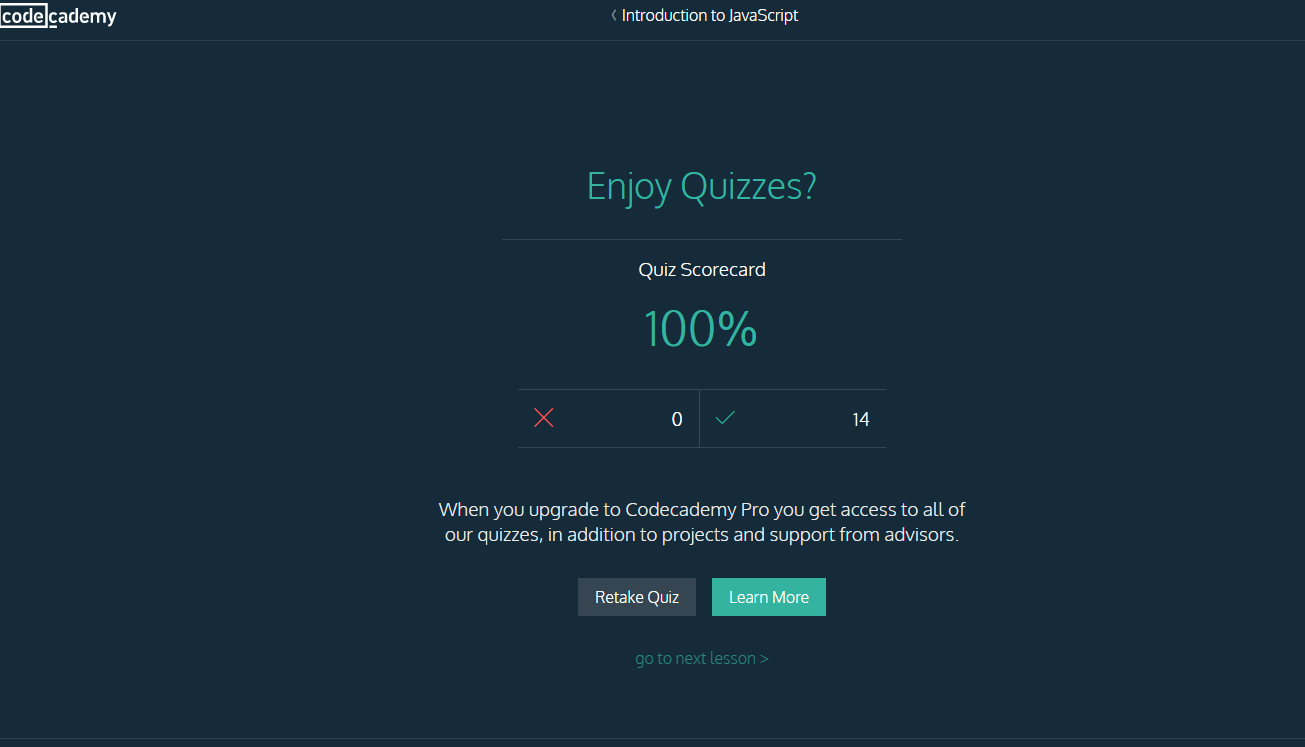 codecademy
〈 Introduction to JavaScript
Enjoy Quizzes?
Quiz Scorecard
100%
0 14
When you upgrade to Codecademy Pro you get access to all of
our quizzes, in addition to projects and support from advisors.
Retake Quiz Learn More
go to next lesson >